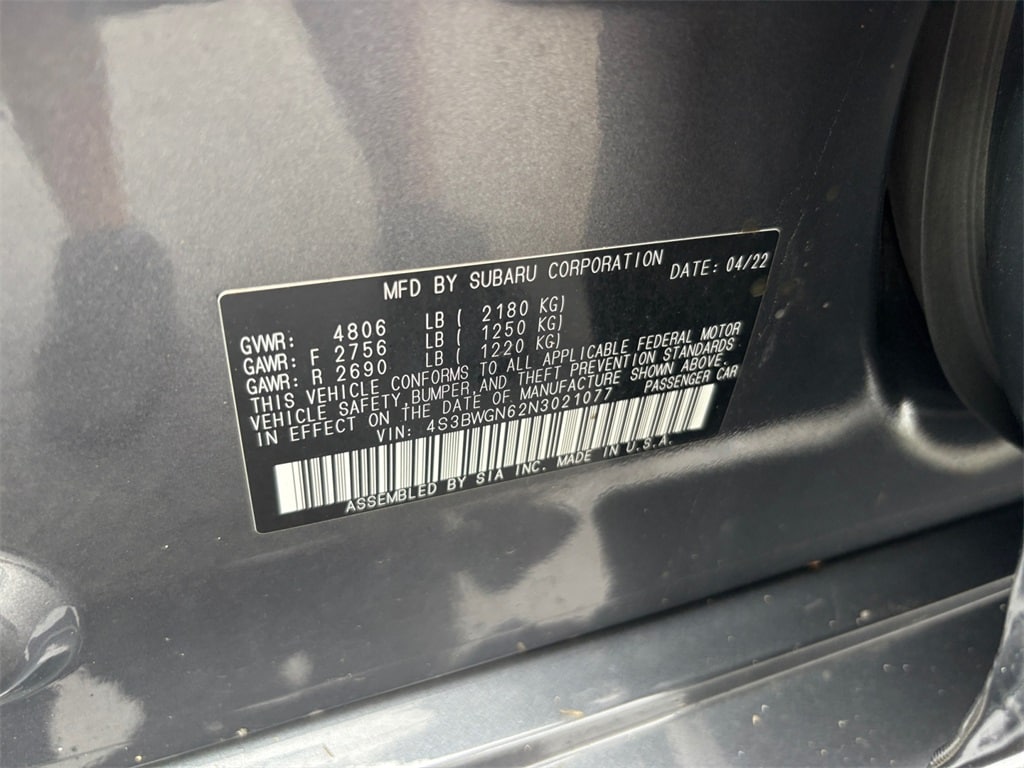 MFD BY SUBARU CORPORATION DATE: 04/22
GVWR: 4806 LB ( 2180 KG)
GAWR: F 2756 LB ( 1250 KG)
GAWR: R 2690 LB ( 1220 KG)
THIS VEHICLE CONFORMS TO ALL APPLICABLE FEDERAL MOTOR
VEHICLE SAFETY, BUMPER, AND THEFT PREVENTION STANDARDS
IN EFFECT ON THE DATE OF MANUFACTURE SHOWN ABOVE.
VIN: 4S3BWGN62N3021077 PASSENGER CAR
ASSEMBLED BY SIA INC. MADE IN U.S.A.